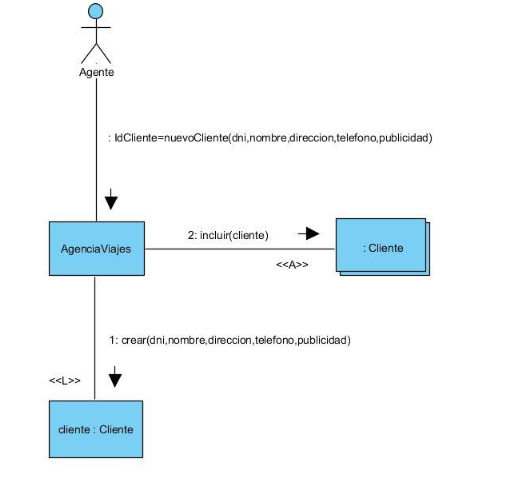 Agente
: IdCliente=nuevoCliente(dni,nombre,direccion,telefono,publicidad)
AgenciaViajes
2: incluir(cliente)
: Cliente
<<A>>
1: crear(dni,nombre,direccion,telefono,publicidad)
<<L>>
cliente : Cliente